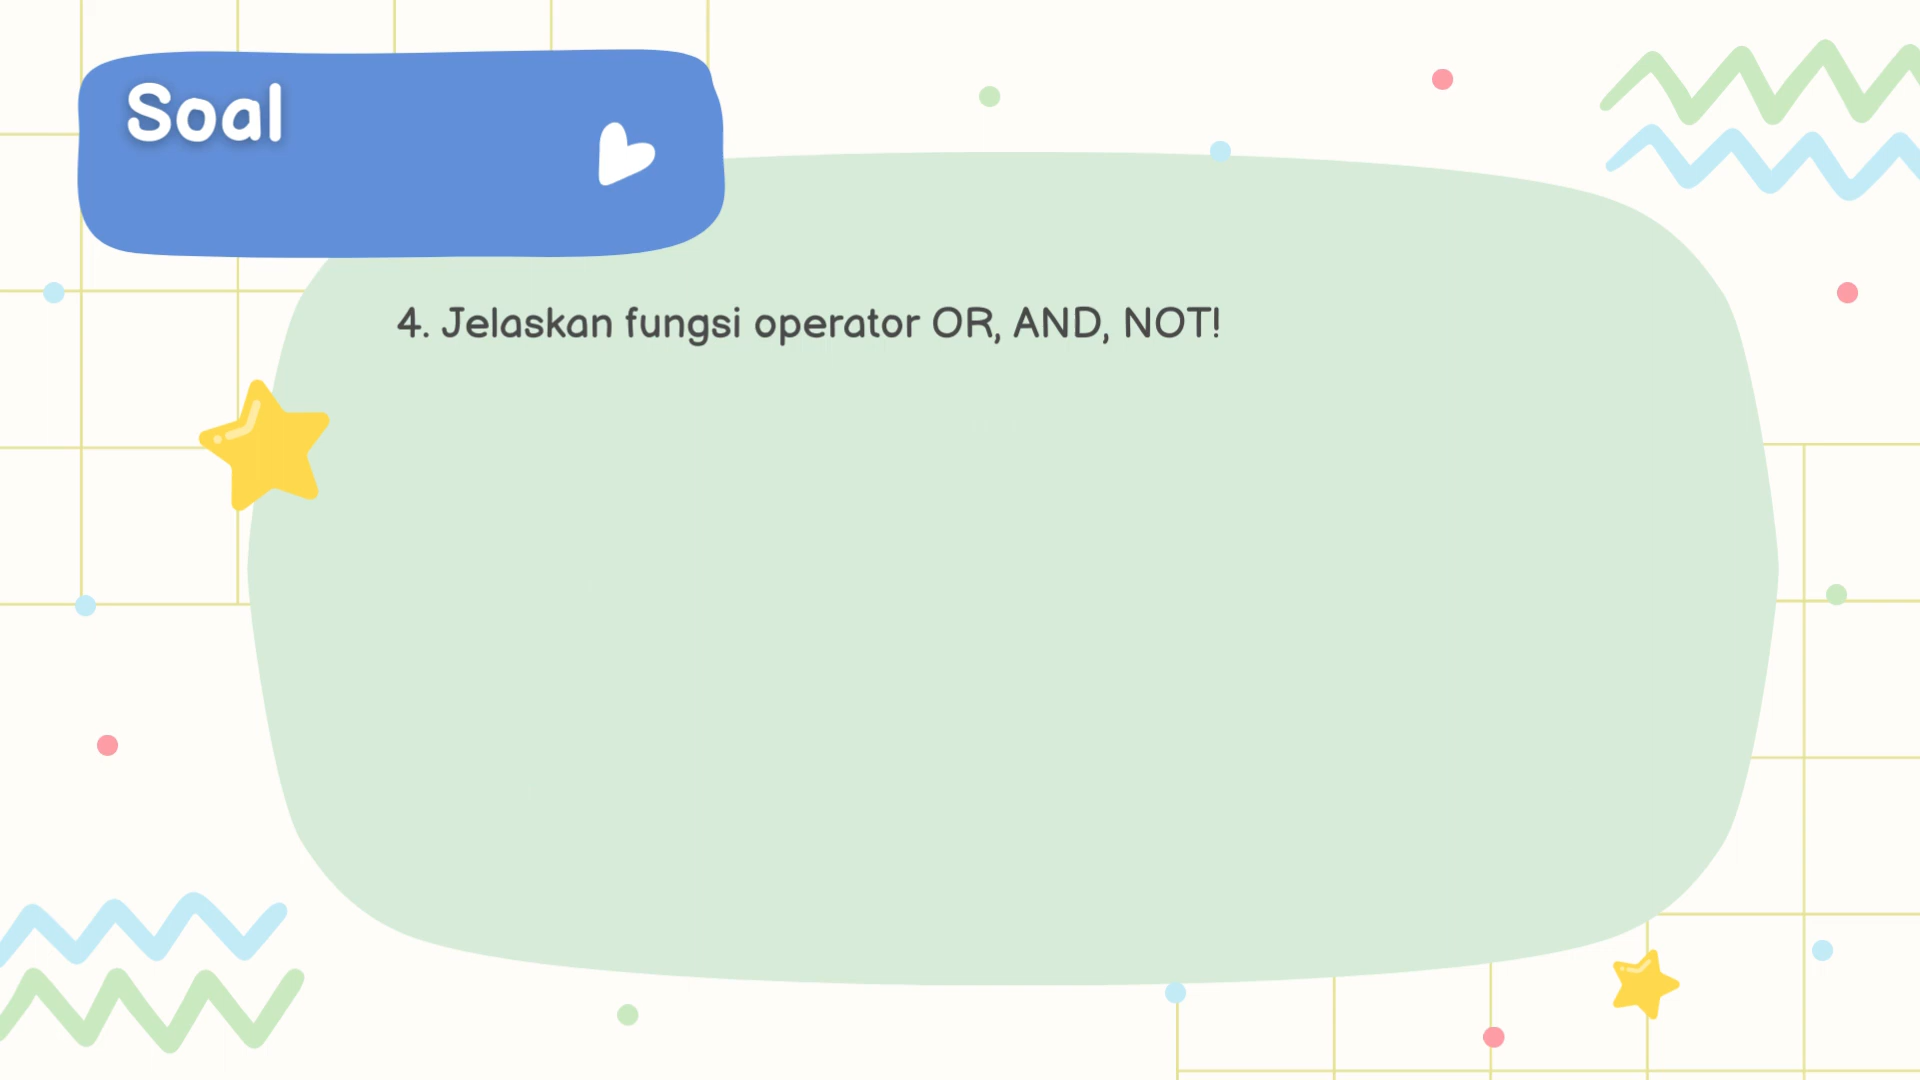 Soal
4. Jelaskan fungsi operator OR, AND, NOT!